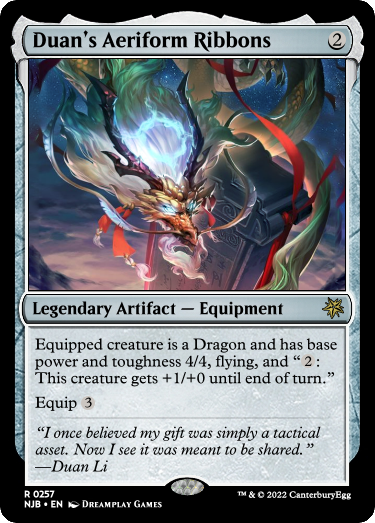 Duan's Aeriform Ribbons 2
Legendary Artifact — Equipment
Equipped creature is a Dragon and has base
power and toughness 4/4, flying, and “2:
This creature gets +1/+0 until end of turn.”
Equip 3
“I once believed my gift was simply a tactical
asset. Now I see it was meant to be shared.”
—Duan Li
R 0257
NJB • EN Dreamplay Games
™ & © 2022 CanterburyEgg